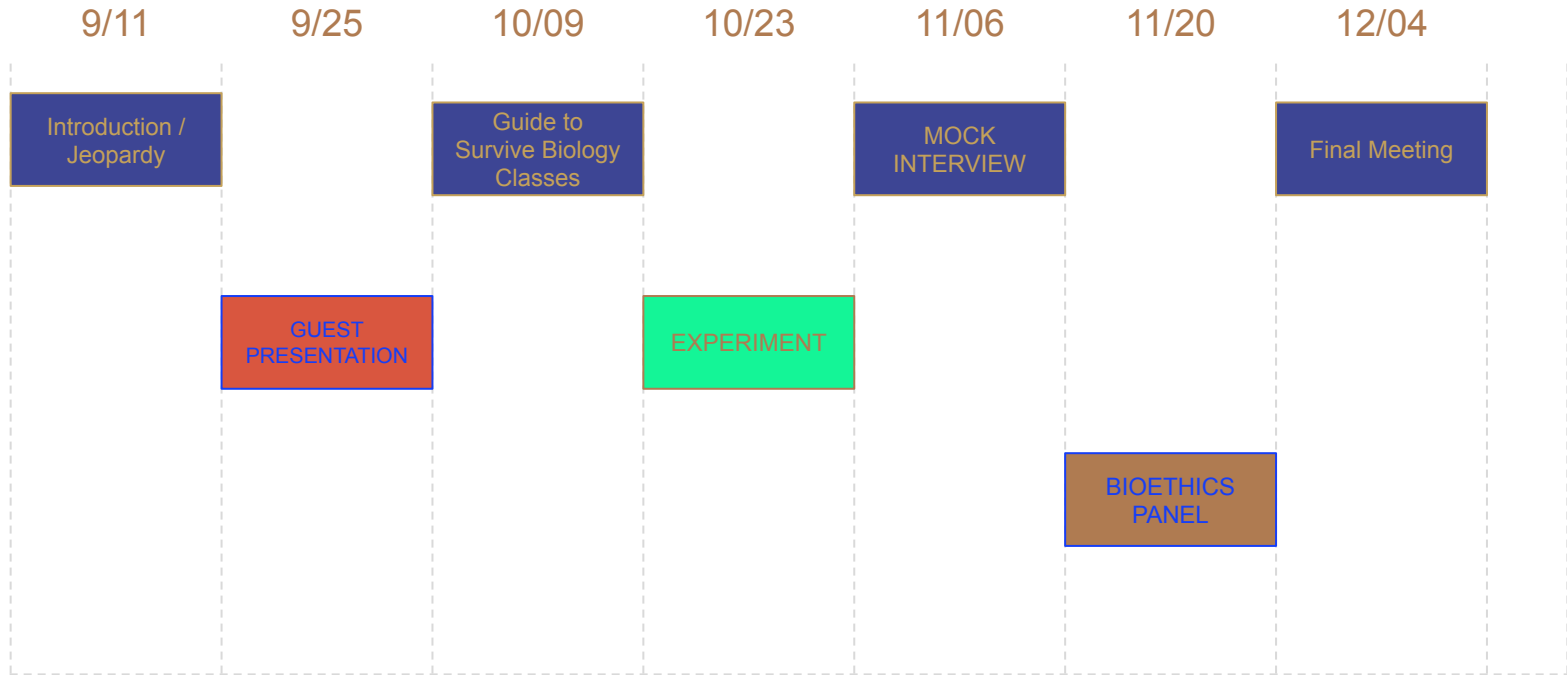 9/11 9/25 10/09 10/23 11/06 11/20 12/04
Introduction /
Jeopardy
Guide to
Survive Biology
Classes
MOCK
INTERVIEW
Final Meeting
GUEST
PRESENTATION
EXPERIMENT
BIOETHICS
PANEL